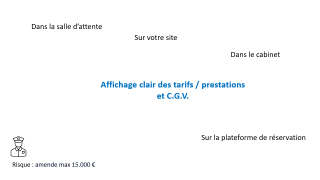 Dans la salle d'attente
Sur votre site
Dans le cabinet
Affichage clair des tarifs / prestations
et C.G.V.
Sur la plateforme de réservation
Risque : amende max 15.000 €